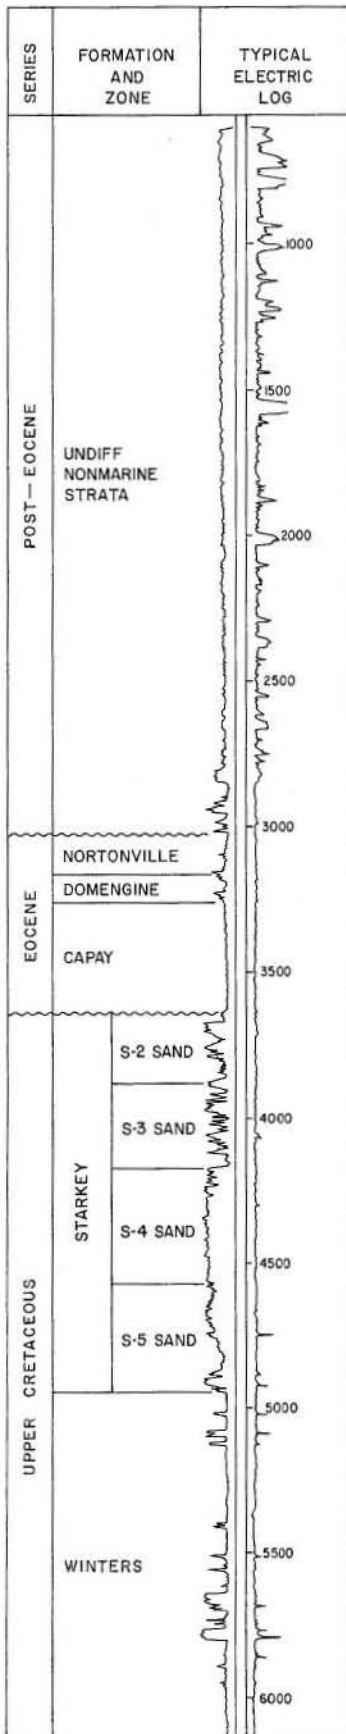 SERIES
FORMATION
AND
ZONE
TYPICAL
ELECTRIC
LOG
POST—EOCENE
UNDIFF
NONMARINE
STRATA
1000
1500
2000
2500
3000
EOCENE
NORTONVILLE
DOMENGINE
CAPAY
3500
UPPER CRETACEOUS
STARKEY
S-2 SAND
S-3 SAND
4000
S-4 SAND
4500
S-5 SAND
5000
WINTERS
5500
6000